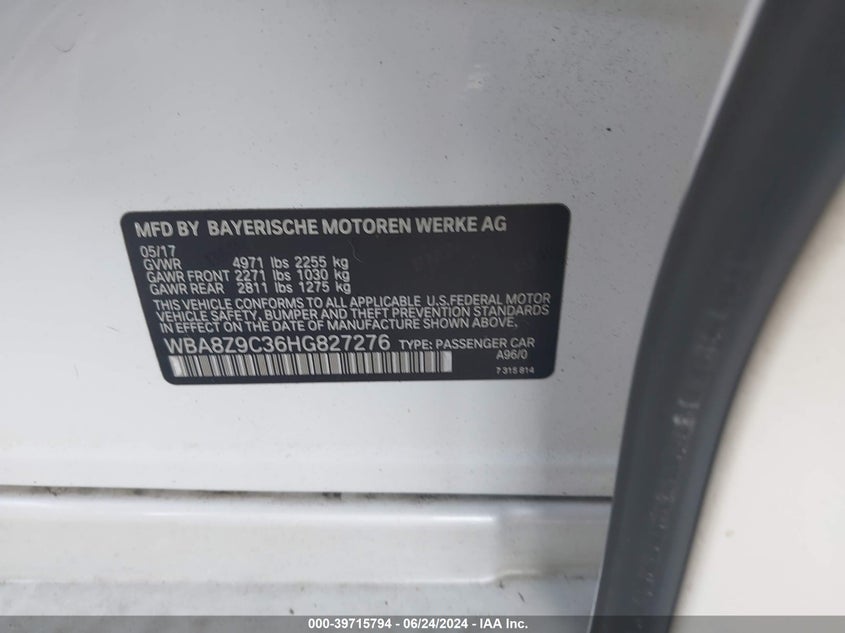 MFD BY BAYERISCHE MOTOREN WERKE AG
05/17
GVWR 4971 lbs 2255 kg
GAWR FRONT 2271 lbs 1030 kg
GAWR REAR 2811 lbs 1275 kg
THIS VEHICLE CONFORMS TO ALL APPLICABLE U.S.FEDERAL MOTOR
VEHICLE SAFETY, BUMPER AND THEFT PREVENTION STANDARDS
IN EFFECT ON THE DATE OF MANUFACTURE SHOWN ABOVE.
WBA8Z9C36HG827276 TYPE: PASSENGER CAR
A96/0
7 315 814
000-39715794 - 06/24/2024 - IAA Inc.